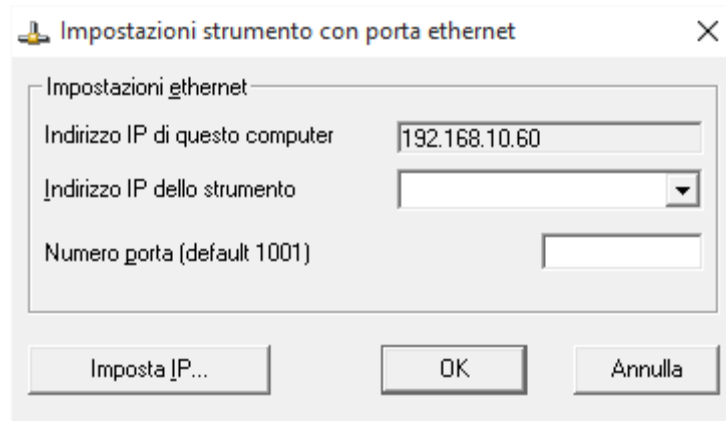 Impostazioni strumento con porta ethernet
Impostazioni ethernet
Indirizzo IP di questo computer 192.168.10.60
Indirizzo IP dello strumento
Numero porta (default 1001)
Imposta IP... OK Annulla